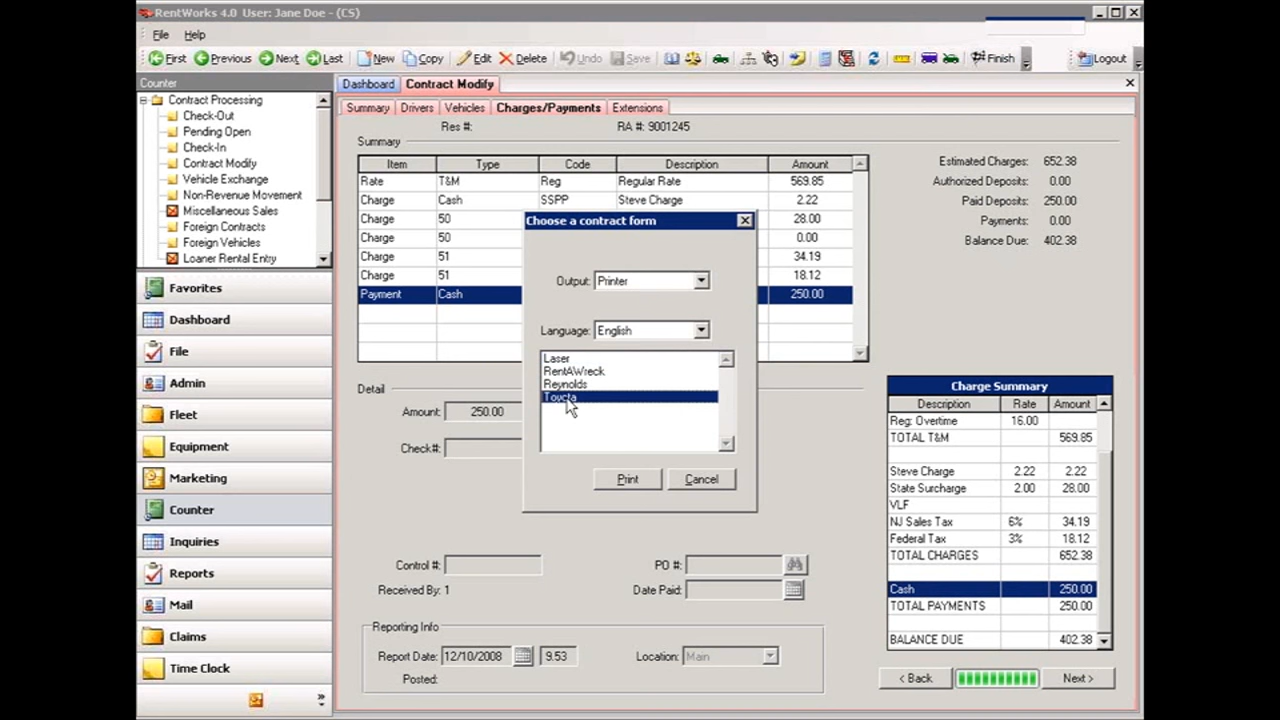 RentWorks 4.0 User: Jane Doe - (CS)
File Help
First Previous Next Last New Copy Edit Delete Undo Save Finish Logout
Counter
Contract Processing
Check-Out
Pending Open
Check-In
Contract Modify
Vehicle Exchange
Non-Revenue Movement
Miscellaneous Sales
Foreign Contracts
Foreign Vehicles
Loaner Rental Entry
Favorites
Dashboard
File
Admin
Fleet
Equipment
Marketing
Counter
Inquiries
Reports
Mail
Claims
Time Clock
Dashboard Contract Modify
Summary Drivers Vehicles Charges/Payments Extensions
Res #: RA #: 9001245
Summary
Item Type Code Description Amount
Rate T&M Reg Regular Rate 569.85
Charge Cash SSPP Steve Charge 2.22
Charge 50 28.00
Charge 50 0.00
Charge 51 34.19
Charge 51 18.12
Payment Cash 250.00
Estimated Charges: 652.38
Authorized Deposits: 0.00
Paid Deposits: 250.00
Payments: 0.00
Balance Due: 402.38
Choose a contract form
Output: Printer
Language: English
Laser
RentAWreck
Reynolds
Toyota
Print Cancel
Detail
Amount: 250.00
Check#:
Control #: PO #:
Received By: 1 Date Paid:
Reporting Info
Report Date: 12/10/2008 9.53 Location: Main
Posted:
Charge Summary
Description Rate Amount
Reg: Overtime 16.00
TOTAL T&M 569.85
Steve Charge 2.22 2.22
State Surcharge 2.00 28.00
VLF
NJ Sales Tax 6% 34.19
Federal Tax 3% 18.12
TOTAL CHARGES 652.38
Cash 250.00
TOTAL PAYMENTS 250.00
BALANCE DUE 402.38
< Back Next >